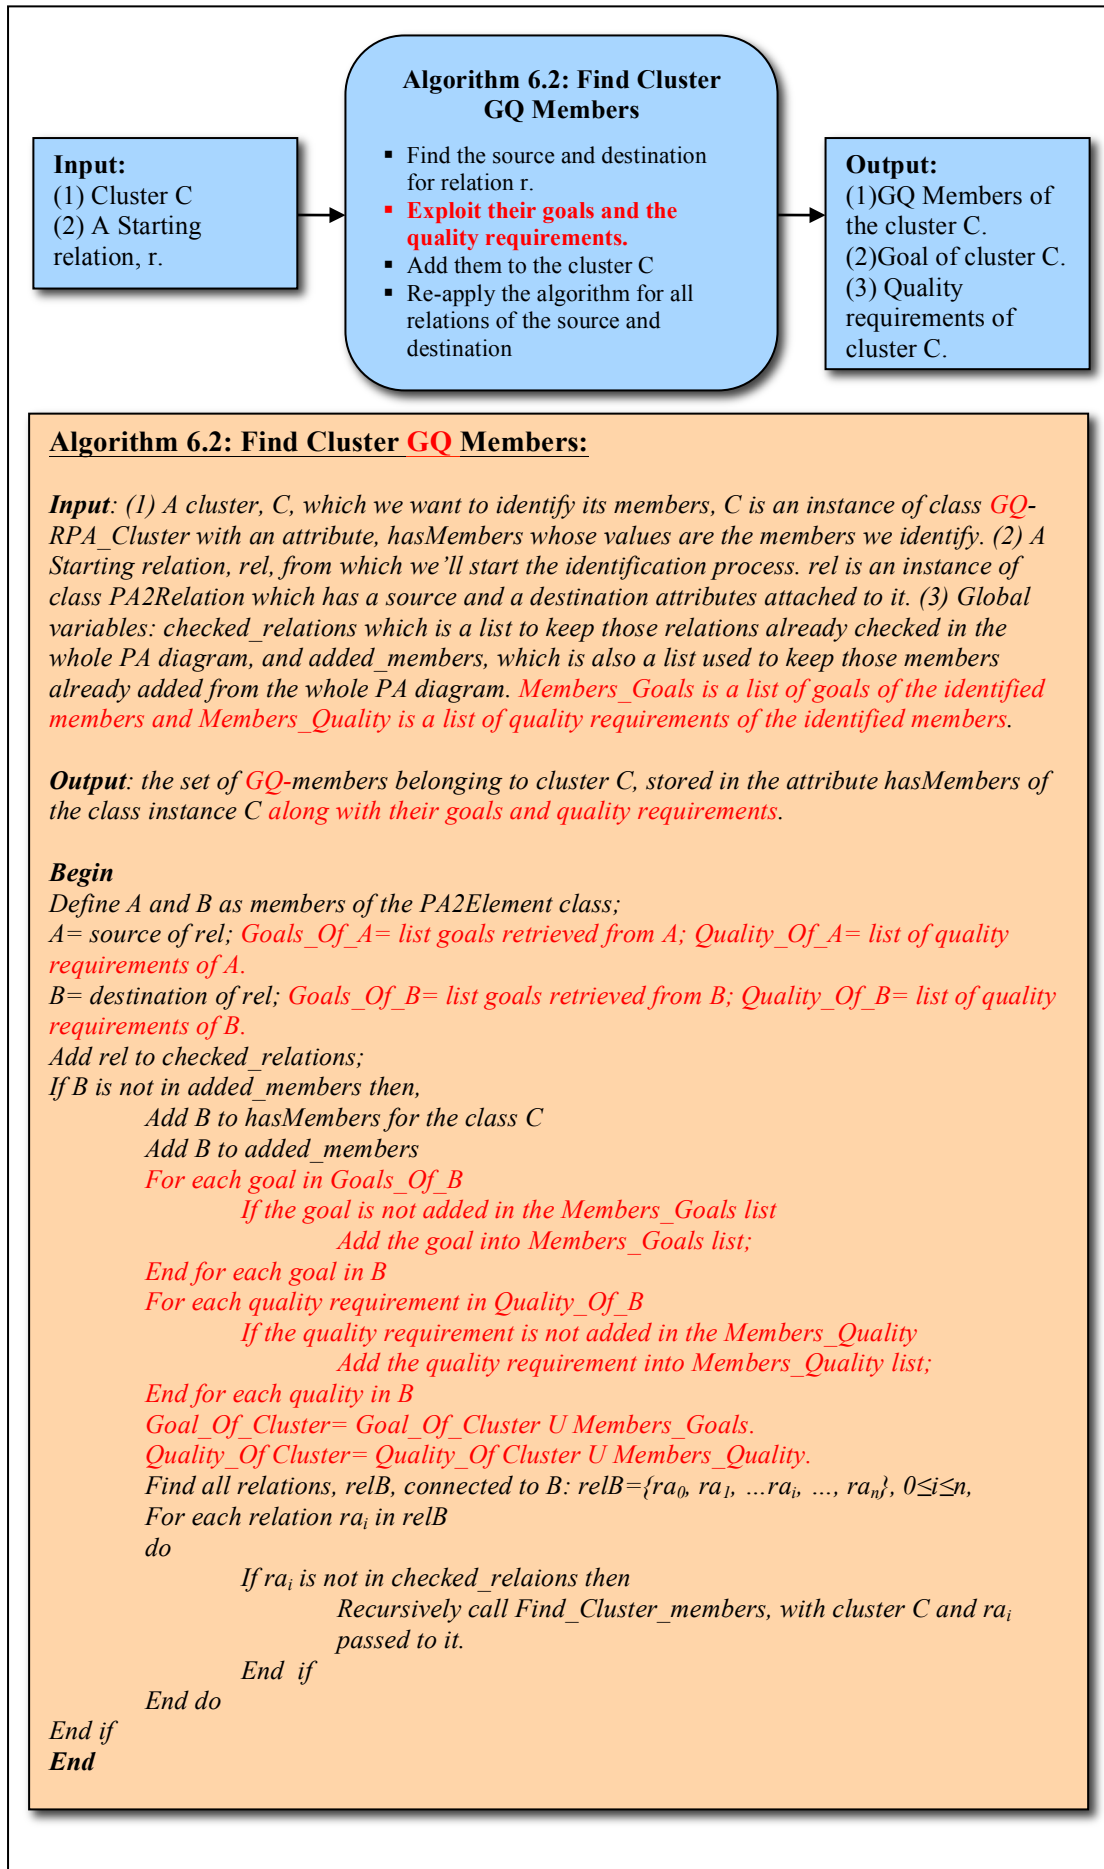 Algorithm 6.2: Find Cluster
GQ Members
▪ Find the source and destination
for relation r.
▪ Exploit their goals and the
quality requirements.
▪ Add them to the cluster C
▪ Re-apply the algorithm for all
relations of the source and
destination
Input:
(1) Cluster C
(2) A Starting
relation, r.
Output:
(1)GQ Members of
the cluster C.
(2)Goal of cluster C.
(3) Quality
requirements of
cluster C.
Algorithm 6.2: Find Cluster GQ Members:
Input: (1) A cluster, C, which we want to identify its members, C is an instance of class GQ-
RPA_Cluster with an attribute, hasMembers whose values are the members we identify. (2) A
Starting relation, rel, from which we’ll start the identification process. rel is an instance of
class PA2Relation which has a source and a destination attributes attached to it. (3) Global
variables: checked_relations which is a list to keep those relations already checked in the
whole PA diagram, and added_members, which is also a list used to keep those members
already added from the whole PA diagram. Members_Goals is a list of goals of the identified
members and Members_Quality is a list of quality requirements of the identified members.
Output: the set of GQ-members belonging to cluster C, stored in the attribute hasMembers of
the class instance C along with their goals and quality requirements.
Begin
Define A and B as members of the PA2Element class;
A= source of rel; Goals_Of_A= list goals retrieved from A; Quality_Of_A= list of quality
requirements of A.
B= destination of rel; Goals_Of_B= list goals retrieved from B; Quality_Of_B= list of quality
requirements of B.
Add rel to checked_relations;
If B is not in added_members then,
Add B to hasMembers for the class C
Add B to added_members
For each goal in Goals_Of_B
If the goal is not added in the Members_Goals list
Add the goal into Members_Goals list;
End for each goal in B
For each quality requirement in Quality_Of_B
If the quality requirement is not added in the Members_Quality
Add the quality requirement into Members_Quality list;
End for each quality in B
Goal_Of_Cluster= Goal_Of_Cluster U Members_Goals.
Quality_Of Cluster= Quality_Of Cluster U Members_Quality.
Find all relations, relB, connected to B: relB={ra0, ra1, …rai, …, ran}, 0≤i≤n,
For each relation rai in relB
do
If rai is not in checked_relaions then
Recursively call Find_Cluster_members, with cluster C and rai
passed to it.
End if
End do
End if
End